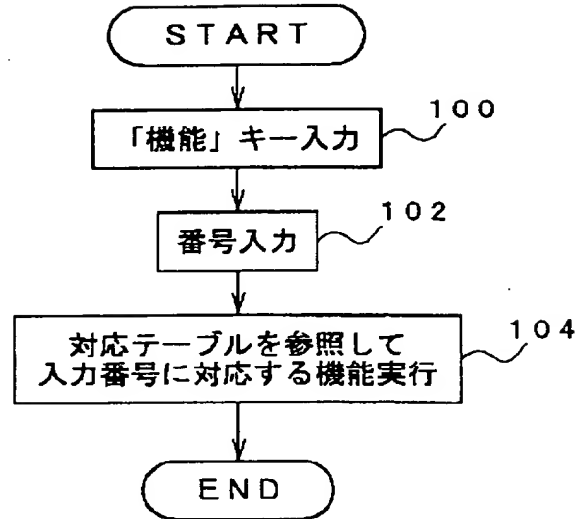 START
100
「機能」キー入力
102
番号入力
104
対応テーブルを参照して
入力番号に対応する機能実行
END